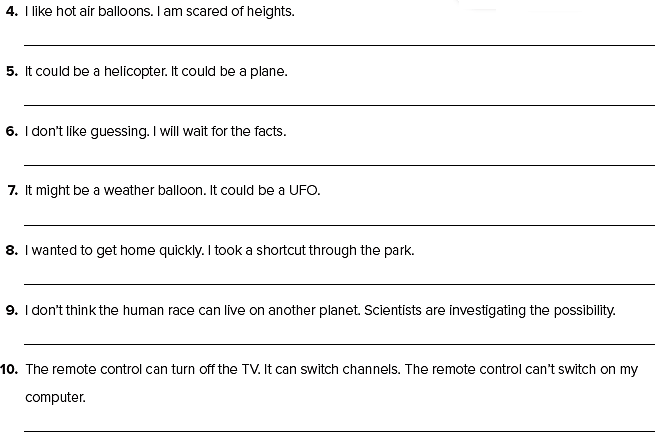 4. I like hot air balloons. I am scared of heights.
5. It could be a helicopter. It could be a plane.
6. I don't like guessing. I will wait for the facts.
7. It might be a weather balloon. It could be a UFO.
8. I wanted to get home quickly. I took a shortcut through the park.
9. I don't think the human race can live on another planet. Scientists are investigating the possibility.
10. The remote control can turn off the TV. It can switch channels. The remote control can't switch on my
computer.